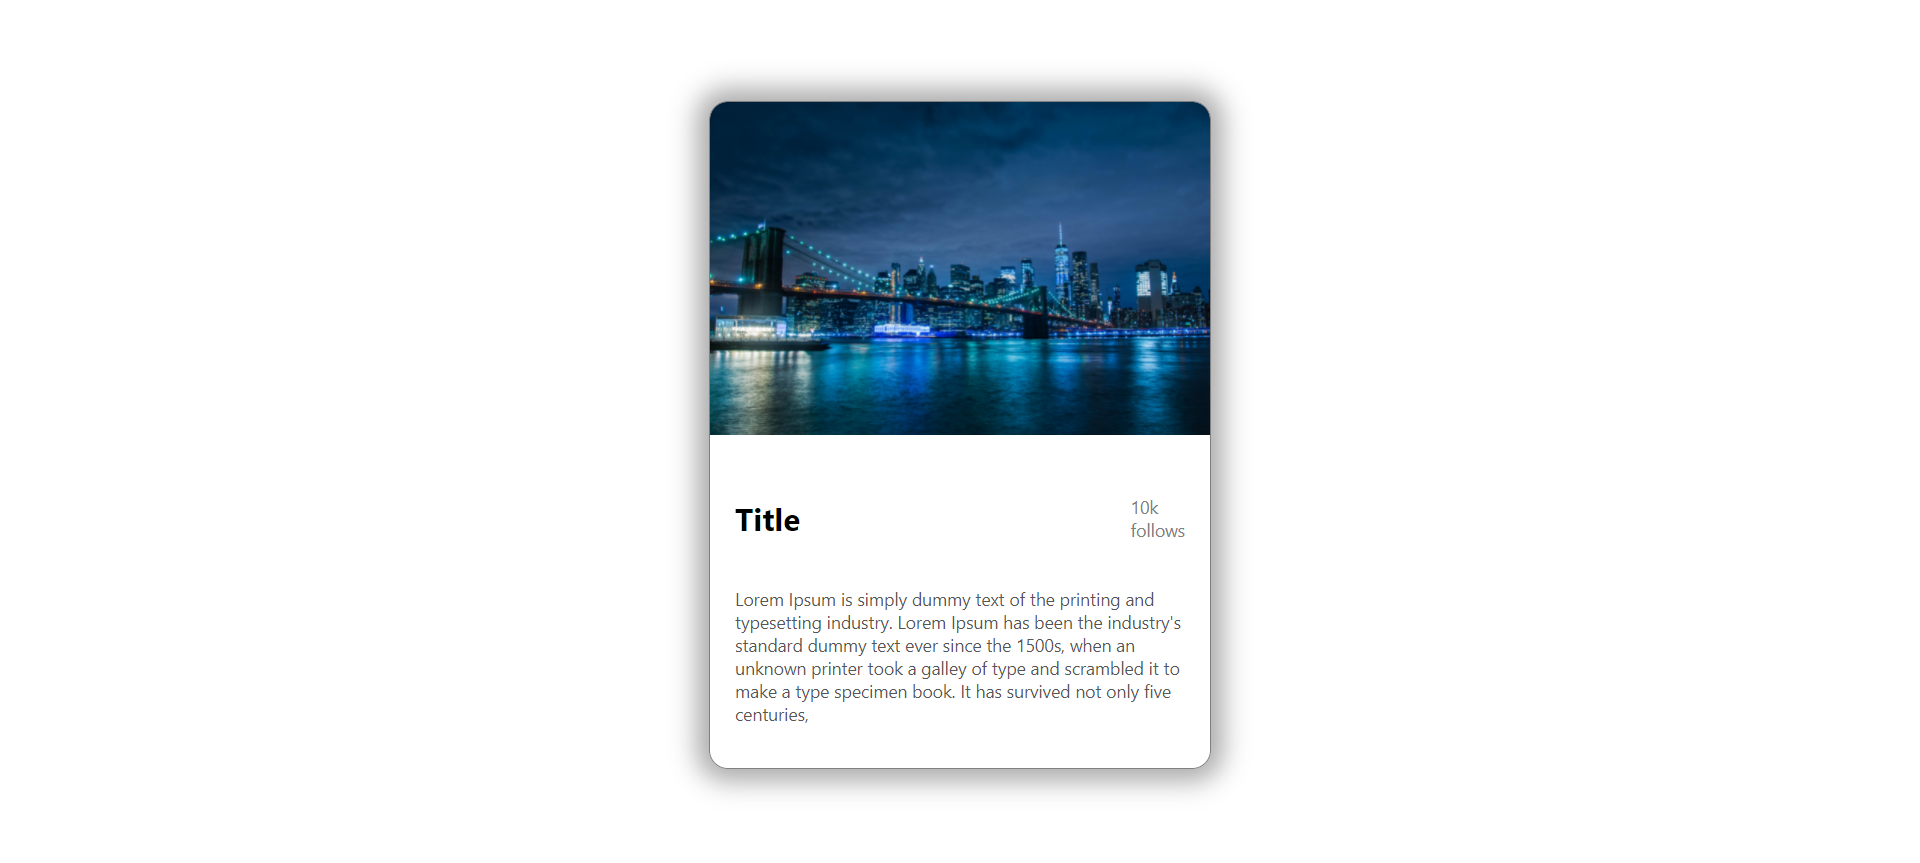 Title
10k
follows
Lorem Ipsum is simply dummy text of the printing and
typesetting industry. Lorem Ipsum has been the industry's
standard dummy text ever since the 1500s, when an
unknown printer took a galley of type and scrambled it to
make a type specimen book. It has survived not only five
centuries,